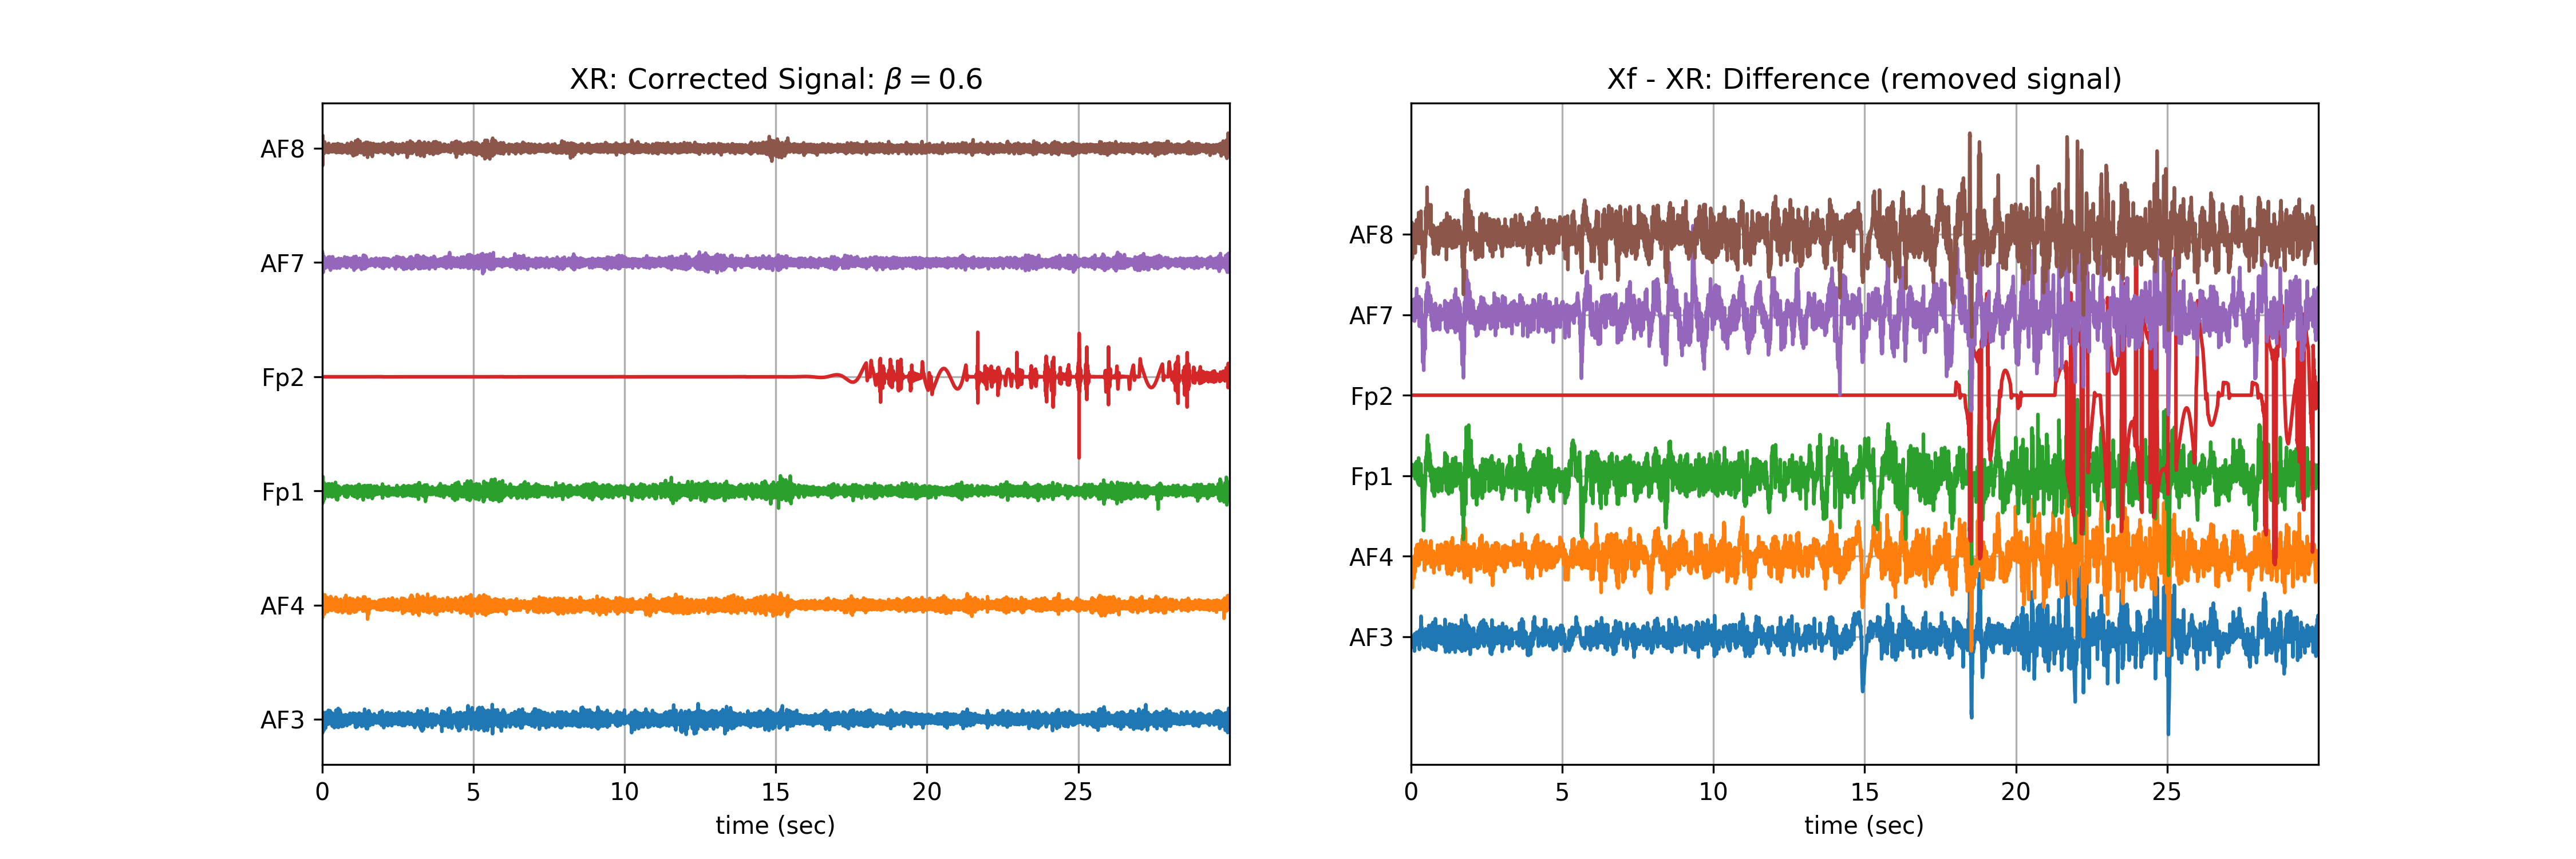 XR: Corrected Signal: β = 0.6
AF8
AF7
Fp2
Fp1
AF4
AF3
0 5 10 15 20 25
time (sec)
Xf - XR: Difference (removed signal)
AF8
AF7
Fp2
Fp1
AF4
AF3
0 5 10 15 20 25
time (sec)